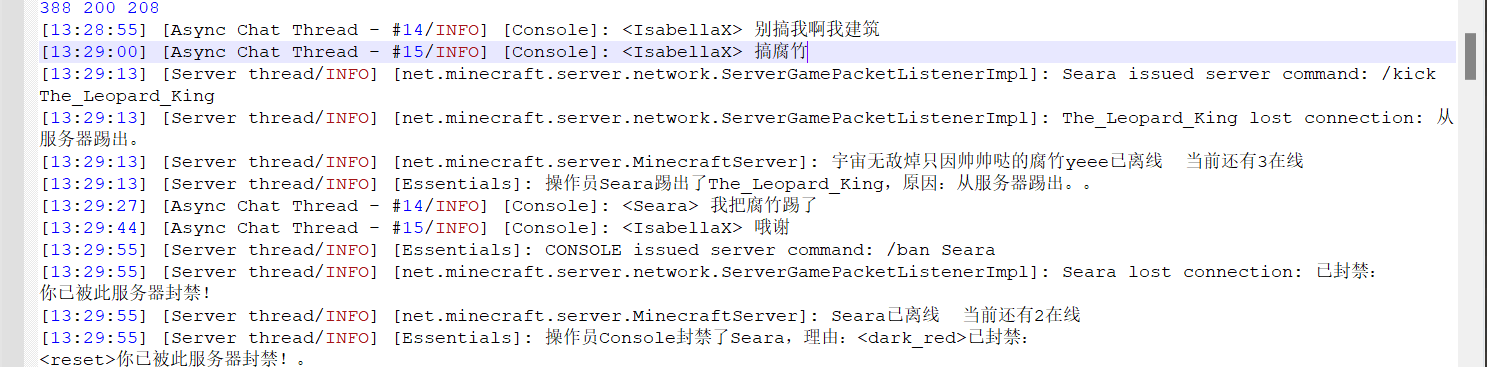 388 200 208
[13:28:55] [Async Chat Thread - #14/INFO] [Console]: <IsabellaX> 别搞我啊我建筑
[13:29:00] [Async Chat Thread - #15/INFO] [Console]: <IsabellaX> 搞腐竹
[13:29:13] [Server thread/INFO] [net.minecraft.server.network.ServerGamePacketListenerImpl]: Seara issued server command: /kick
The_Leopard_King
[13:29:13] [Server thread/INFO] [net.minecraft.server.network.ServerGamePacketListenerImpl]: The_Leopard_King lost connection: 从
服务器踢出。
[13:29:13] [Server thread/INFO] [net.minecraft.server.MinecraftServer]: 宇宙无敌焯只因帅帅哒的腐竹yeee已离线  当前还有3在线
[13:29:13] [Server thread/INFO] [Essentials]: 操作员Seara踢出了The_Leopard_King，原因：从服务器踢出。。
[13:29:27] [Async Chat Thread - #14/INFO] [Console]: <Seara> 我把腐竹踢了
[13:29:44] [Async Chat Thread - #15/INFO] [Console]: <IsabellaX> 哦谢
[13:29:55] [Server thread/INFO] [Essentials]: CONSOLE issued server command: /ban Seara
[13:29:55] [Server thread/INFO] [net.minecraft.server.network.ServerGamePacketListenerImpl]: Seara lost connection: 已封禁：
你已被此服务器封禁！
[13:29:55] [Server thread/INFO] [net.minecraft.server.MinecraftServer]: Seara已离线  当前还有2在线
[13:29:55] [Server thread/INFO] [Essentials]: 操作员Console封禁了Seara，理由：<dark_red>已封禁：
<reset>你已被此服务器封禁！。